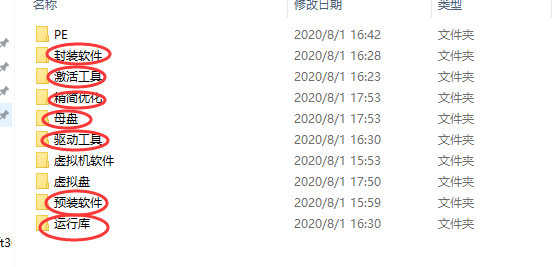 名称 修改日期 类型
PE 2020/8/1 16:42 文件夹
封装软件 2020/8/1 16:28 文件夹
激活工具 2020/8/1 16:23 文件夹
精简优化 2020/8/1 17:53 文件夹
母盘 2020/8/1 17:53 文件夹
驱动工具 2020/8/1 16:30 文件夹
虚拟机软件 2020/8/1 15:53 文件夹
虚拟盘 2020/8/1 17:50 文件夹
预装软件 2020/8/1 15:59 文件夹
运行库 2020/8/1 16:30 文件夹